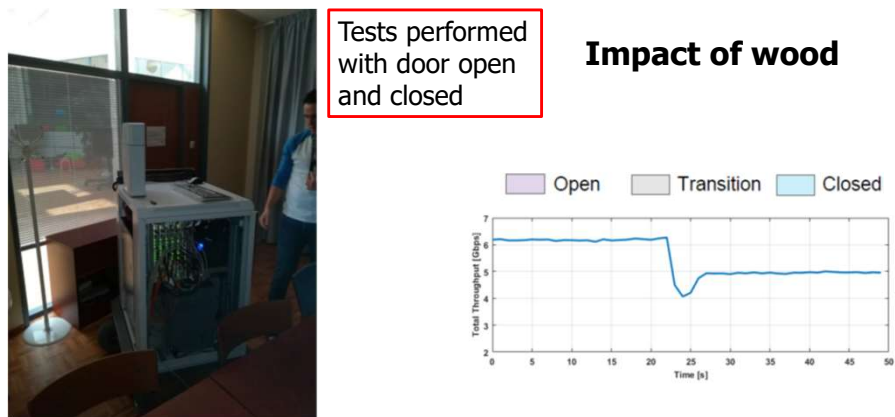 Tests performed
with door open
and closed
Impact of wood
Open Transition Closed
Total Throughput [Gbps]
7
6
5
4
3
2
0 5 10 15 20 25 30 35 40 45 50
Time [s]